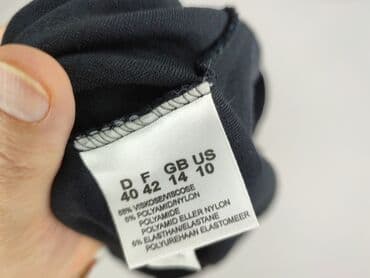 D F GB US
40 42 14 10
88% VISKOSE/VISCOSE
6% POLYAMID/NYLON
POLYAMIDE
POLYAMID ELLER NYLON
6% ELASTHAN/ELASTANE
POLYUREHAAN ELASTOMEER